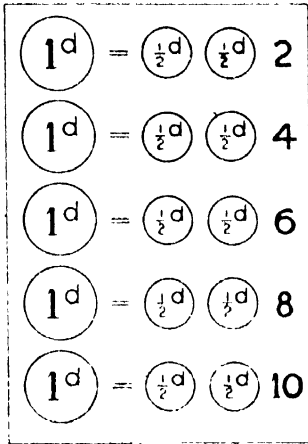 1d = ½d ½d 2
1d = ½d ½d 4
1d = ½d ½d 6
1d = ½d ½d 8
1d = ½d ½d 10